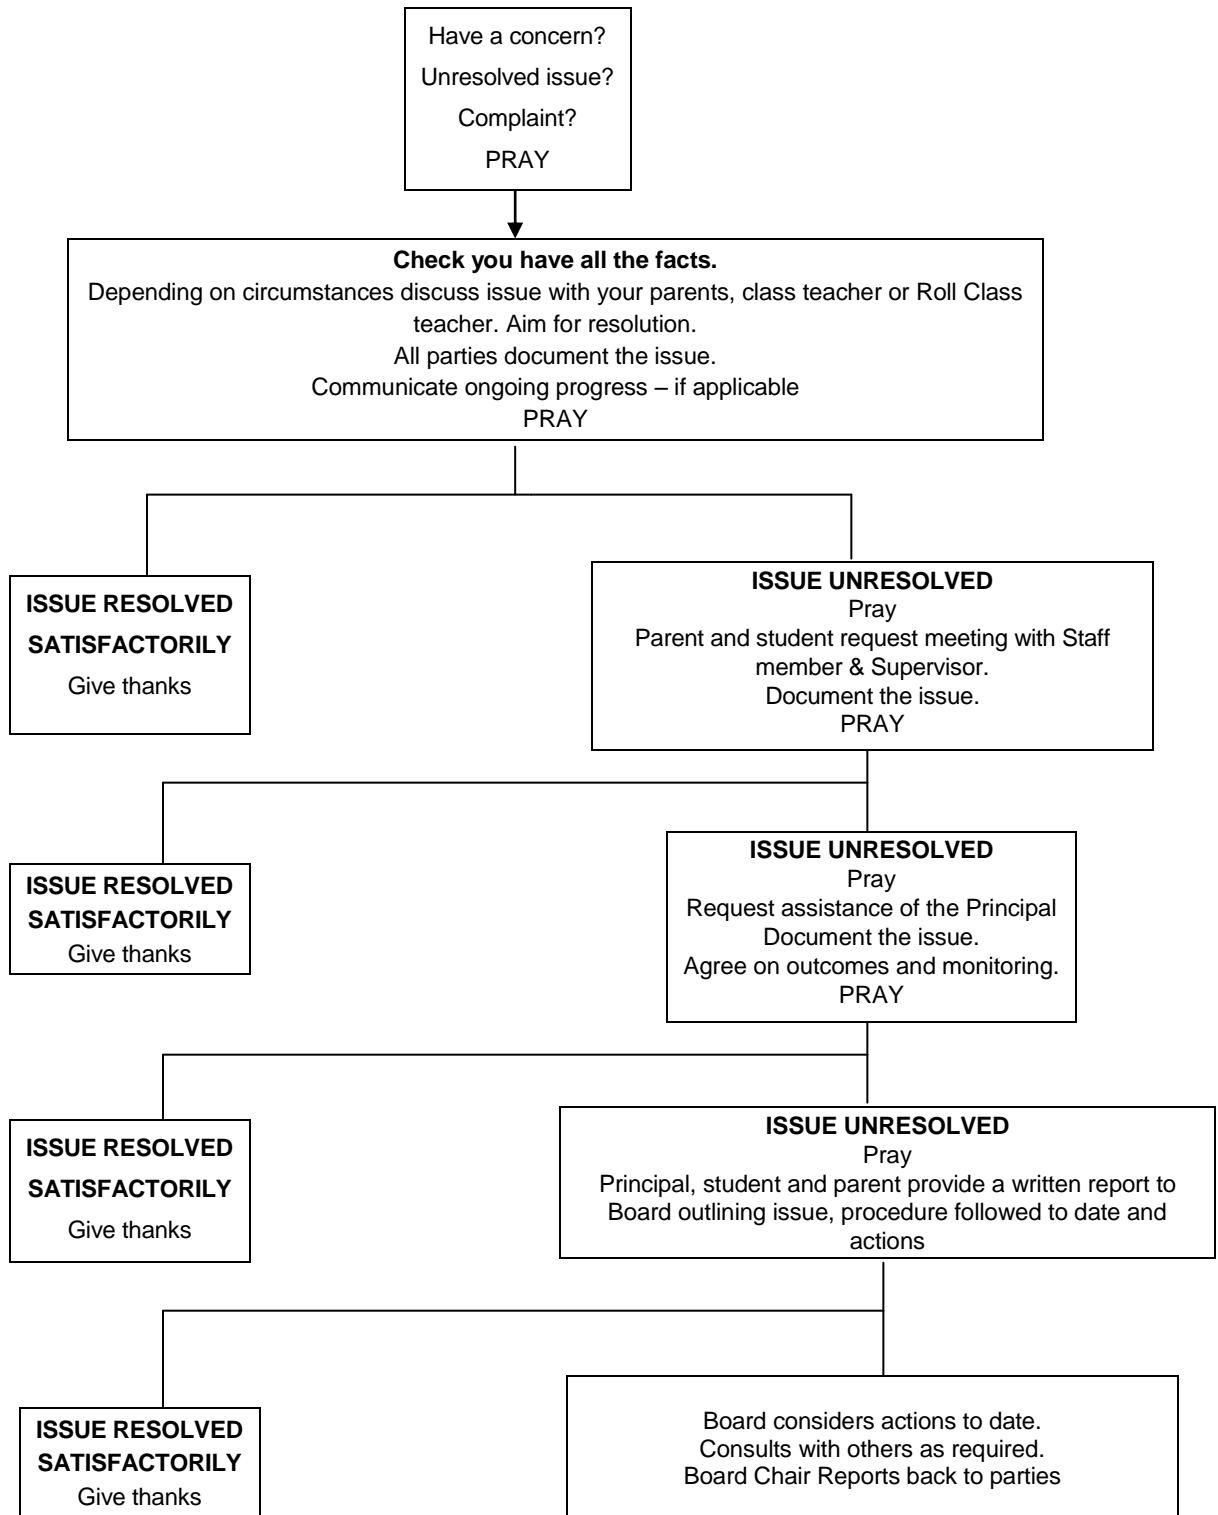 Have a concern?
Unresolved issue?
Complaint?
PRAY
Check you have all the facts.
Depending on circumstances discuss issue with your parents, class teacher or Roll Class
teacher. Aim for resolution.
All parties document the issue.
Communicate ongoing progress – if applicable
PRAY
ISSUE RESOLVED
SATISFACTORILY
Give thanks
ISSUE UNRESOLVED
Pray
Parent and student request meeting with Staff
member & Supervisor.
Document the issue.
PRAY
ISSUE RESOLVED
SATISFACTORILY
Give thanks
ISSUE UNRESOLVED
Pray
Request assistance of the Principal
Document the issue.
Agree on outcomes and monitoring.
PRAY
ISSUE RESOLVED
SATISFACTORILY
Give thanks
ISSUE UNRESOLVED
Pray
Principal, student and parent provide a written report to
Board outlining issue, procedure followed to date and
actions
ISSUE RESOLVED
SATISFACTORILY
Give thanks
Board considers actions to date.
Consults with others as required.
Board Chair Reports back to parties